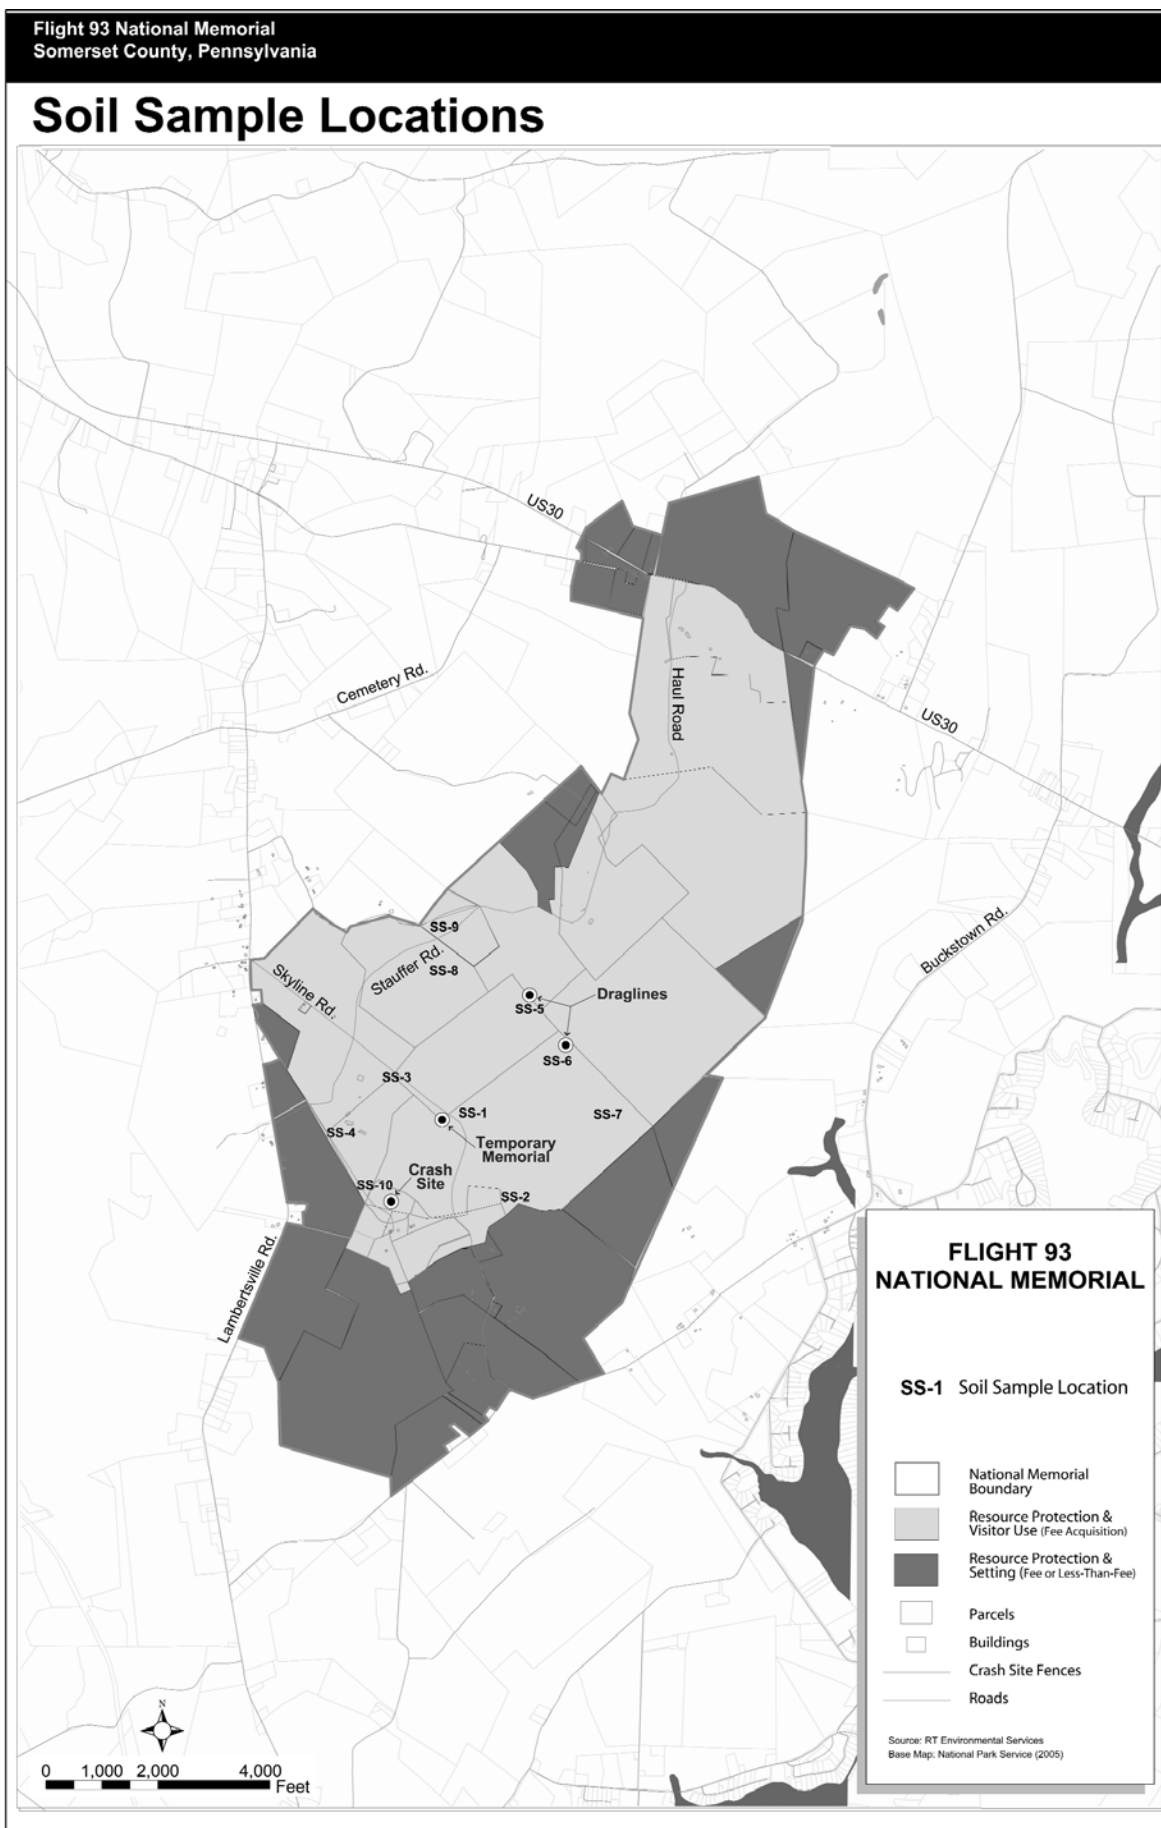 Flight 93 National Memorial
Somerset County, Pennsylvania
Soil Sample Locations
US30
Cemetery Rd.
Haul Road
US30
SS-9
Stauffer Rd.
SS-8
Skyline Rd.
Buckstown Rd.
Draglines
SS-5
SS-6
SS-3
SS-1
SS-7
SS-4
Temporary
Memorial
Crash
Site
SS-10
SS-2
Lambertsville Rd.
FLIGHT 93
NATIONAL MEMORIAL
SS-1 Soil Sample Location
National Memorial
Boundary
Resource Protection &
Visitor Use (Fee Acquisition)
Resource Protection &
Setting (Fee or Less-Than-Fee)
Parcels
Buildings
Crash Site Fences
Roads
Source: RT Environmental Services
Base Map: National Park Service (2005)
N
0 1,000 2,000 4,000
Feet